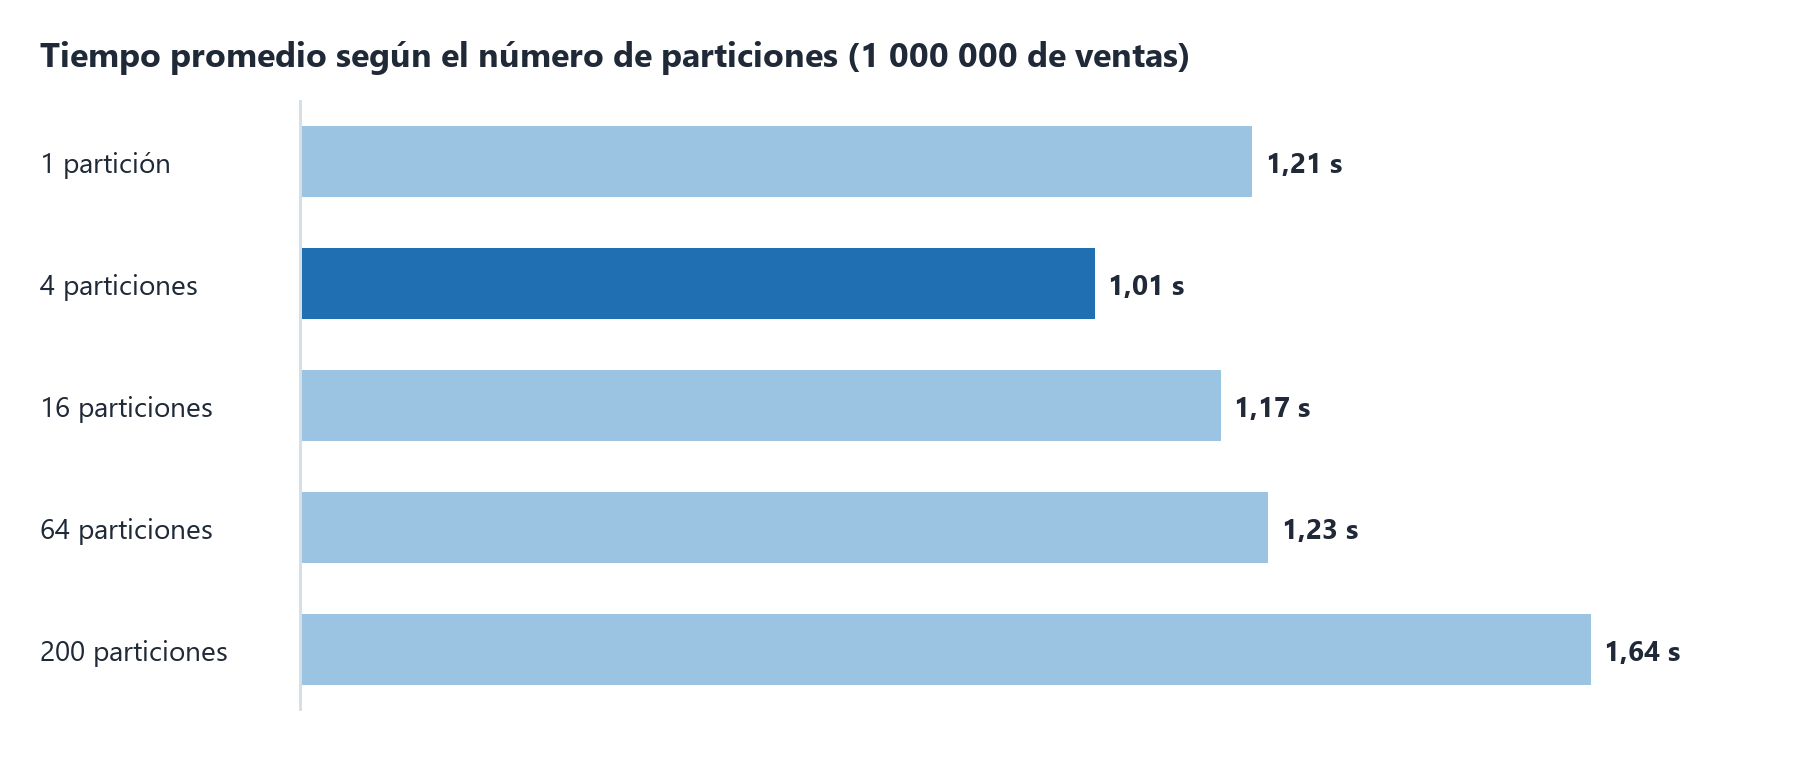 Tiempo promedio según el número de particiones (1 000 000 de ventas)
1 partición 1,21 s
4 particiones 1,01 s
16 particiones 1,17 s
64 particiones 1,23 s
200 particiones 1,64 s